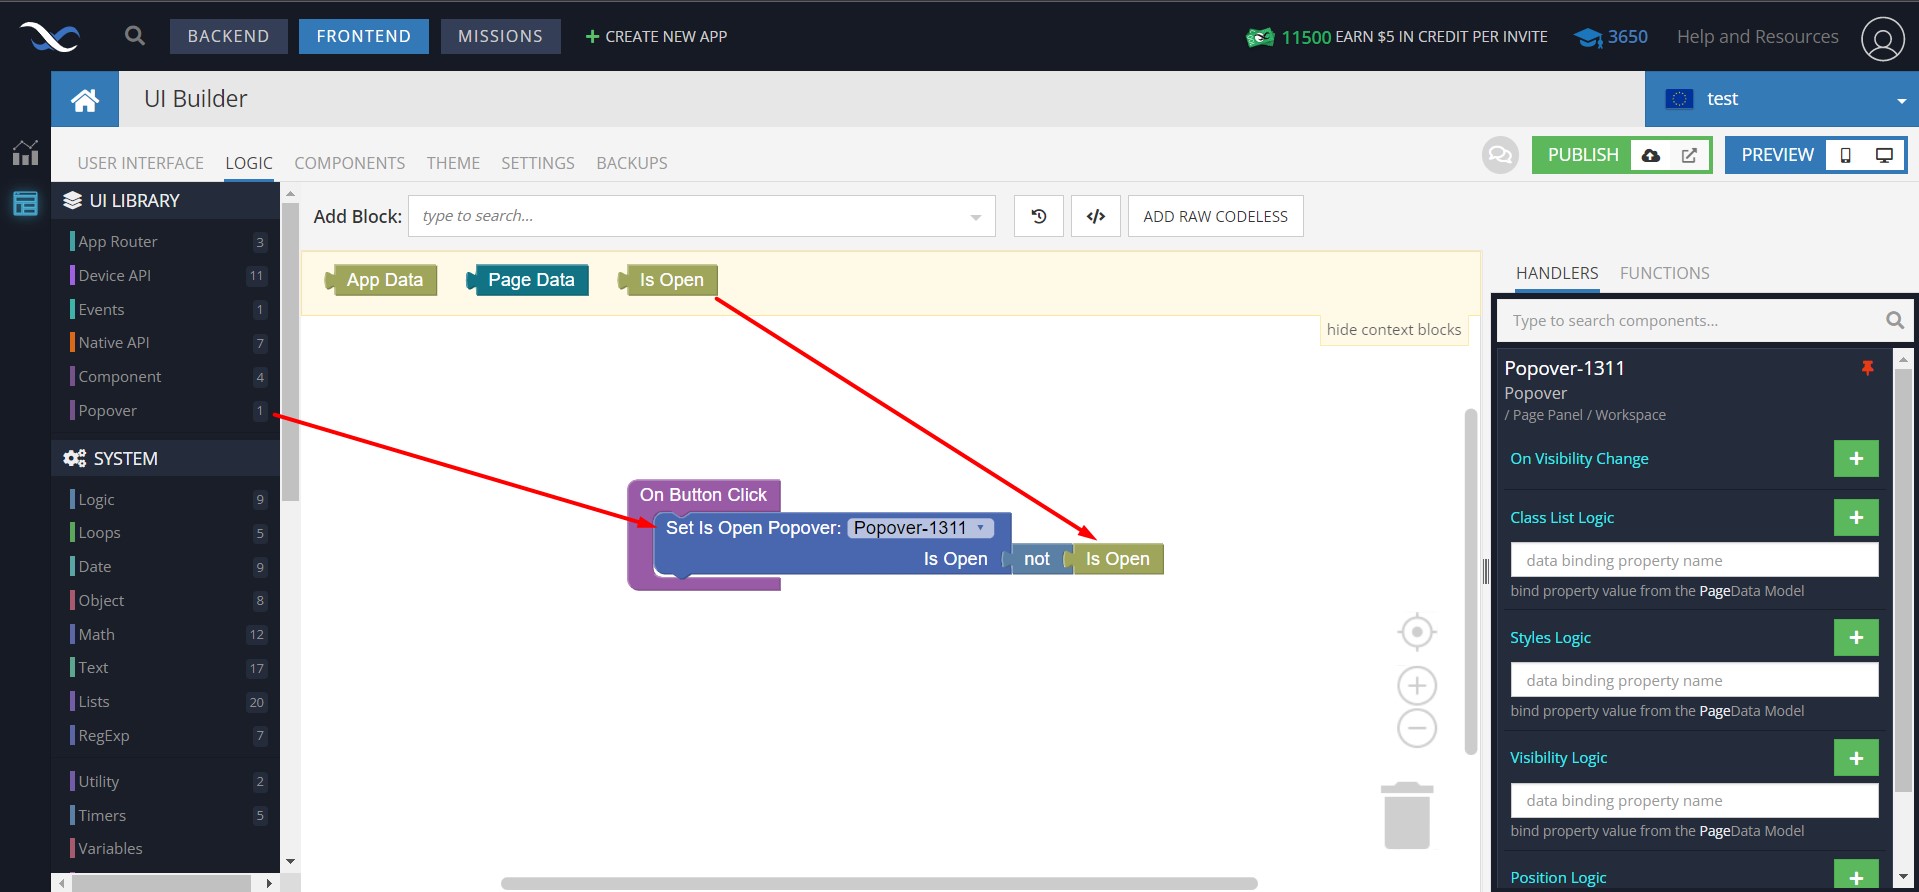 BACKEND
FRONTEND
MISSIONS
+ CREATE NEW APP
11500 EARN $5 IN CREDIT PER INVITE
3650
Help and Resources
UI Builder
test
USER INTERFACE
LOGIC
COMPONENTS
THEME
SETTINGS
BACKUPS
PUBLISH
PREVIEW
UI LIBRARY
App Router 3
Device API 11
Events 1
Native API 7
Component 4
Popover 1
SYSTEM
Logic 9
Loops 5
Date 9
Object 8
Math 12
Text 17
Lists 20
RegExp 7
Utility 2
Timers 5
Variables
Add Block: type to search...
</>
ADD RAW CODELESS
App Data
Page Data
Is Open
hide context blocks
On Button Click
Set Is Open Popover: Popover-1311
Is Open not Is Open
HANDLERS
FUNCTIONS
Type to search components...
Popover-1311
Popover
/ Page Panel / Workspace
On Visibility Change +
Class List Logic +
data binding property name
bind property value from the PageData Model
Styles Logic +
data binding property name
bind property value from the PageData Model
Visibility Logic +
data binding property name
bind property value from the PageData Model
Position Logic +